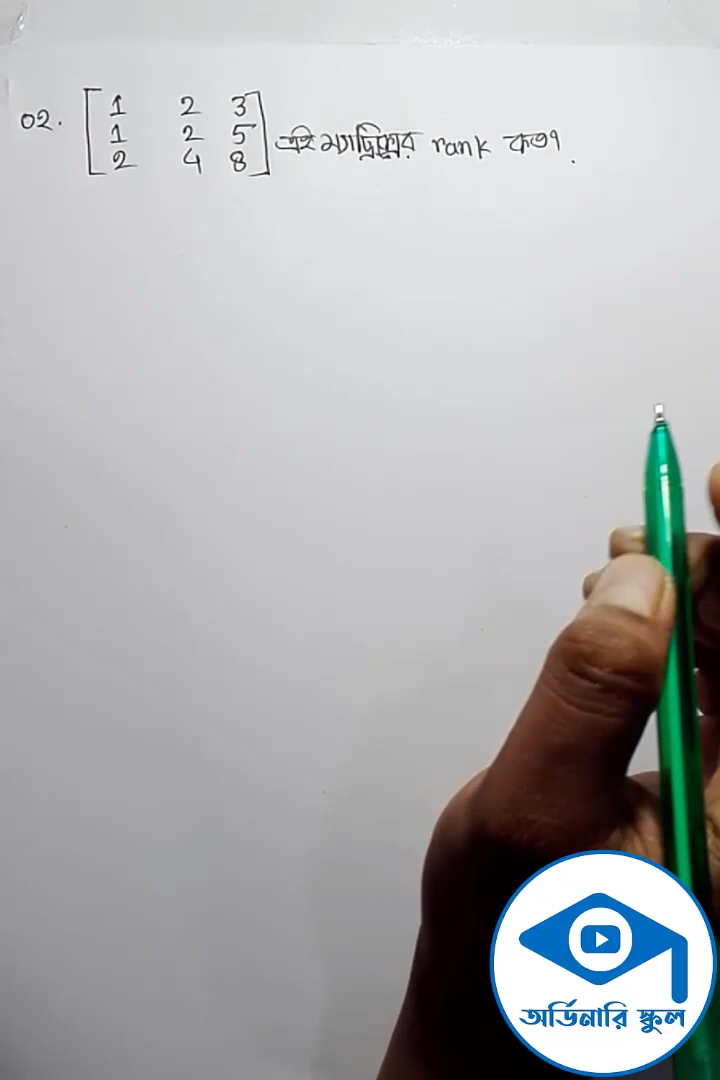 02. [ 1 2 3
1 2 5
2 4 8 ] এই ম্যাট্রিক্সের rank কত?
অর্ডিনারি স্কুল